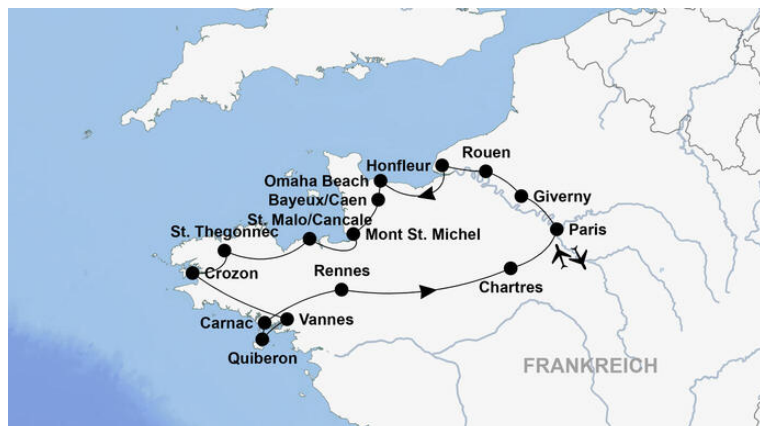 Rouen
Honfleur
Omaha Beach
Bayeux/Caen
Giverny
St. Malo/Cancale
St. Thegonnec
Mont St. Michel
Paris
Crozon
Rennes
Chartres
Carnac
Vannes
Quiberon
FRANKREICH